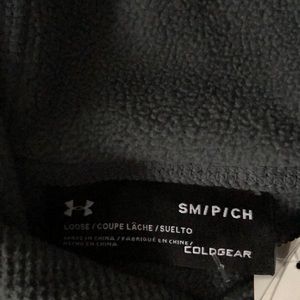 SM/P/CH
LOOSE / COUPE LÂCHE / SUELTO
MADE IN CHINA / FABRIQUÉ EN CHINE /
HECHO EN CHINA
COLDGEAR